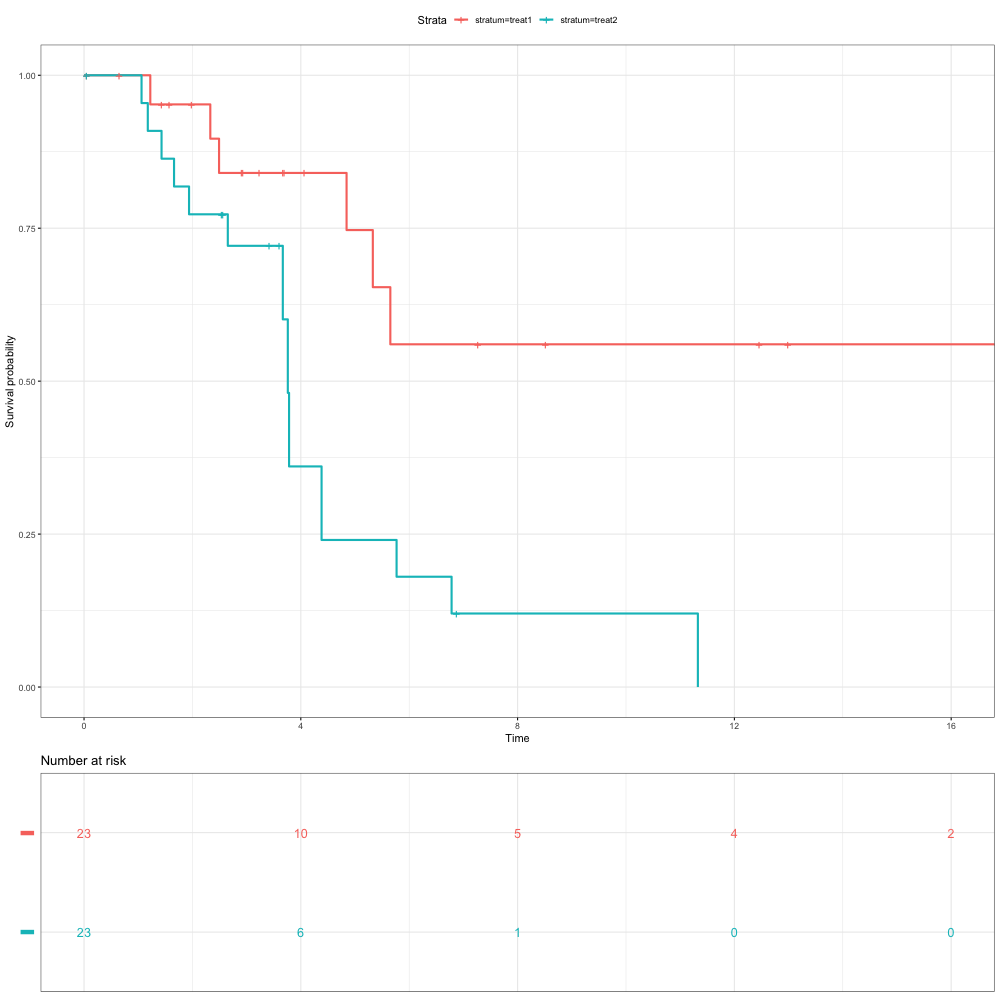 Strata stratum=treat1 stratum=treat2
1.00
0.75
0.50
0.25
0.00
Survival probability
0 4 8 12 16
Time
Number at risk
23 10 5 4 2
23 6 1 0 0